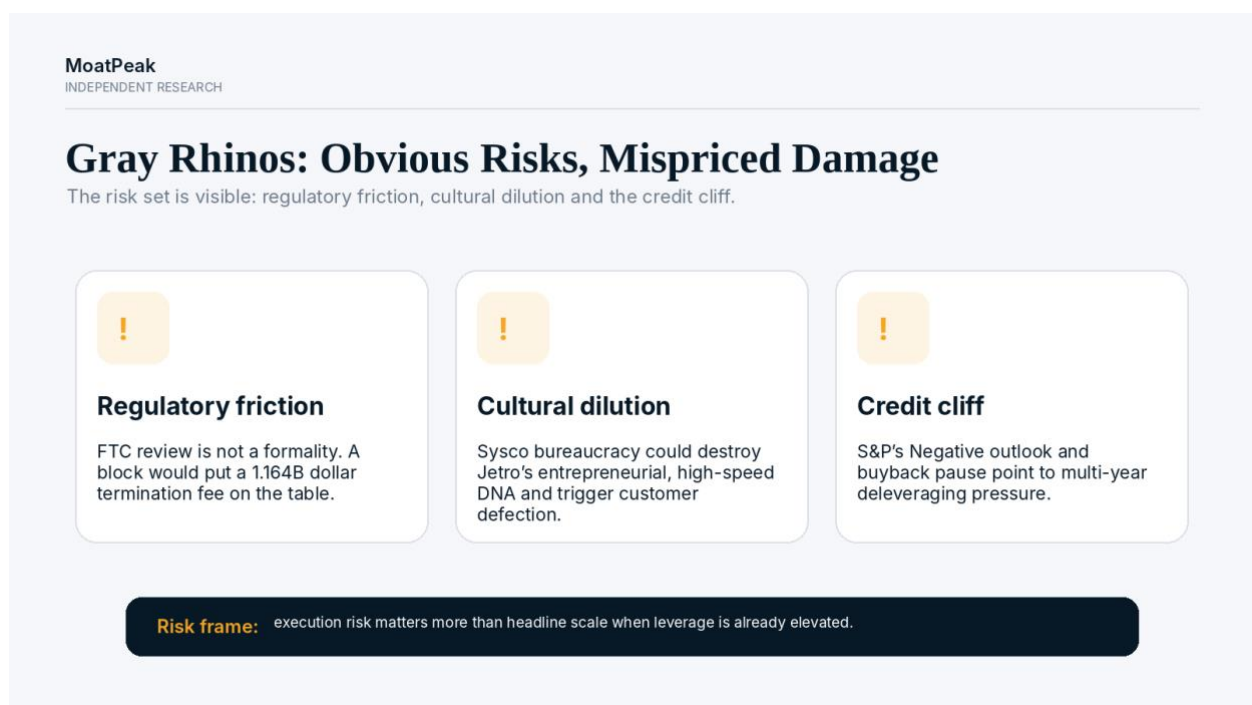 MoatPeak
INDEPENDENT RESEARCH
Gray Rhinos: Obvious Risks, Mispriced Damage
The risk set is visible: regulatory friction, cultural dilution and the credit cliff.
!
Regulatory friction
FTC review is not a formality. A
block would put a 1.164B dollar
termination fee on the table.
!
Cultural dilution
Sysco bureaucracy could destroy
Jetro’s entrepreneurial, high-speed
DNA and trigger customer
defection.
!
Credit cliff
S&P’s Negative outlook and
buyback pause point to multi-year
deleveraging pressure.
Risk frame: execution risk matters more than headline scale when leverage is already elevated.